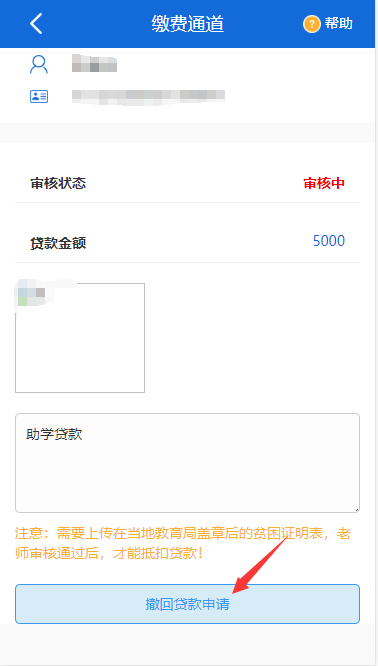 缴费通道
? 帮助
审核状态 审核中
贷款金额 5000
助学贷款
注意：需要上传在当地教育局盖章后的贫困证明表，老
师审核通过后，才能抵扣贷款！
撤回贷款申请